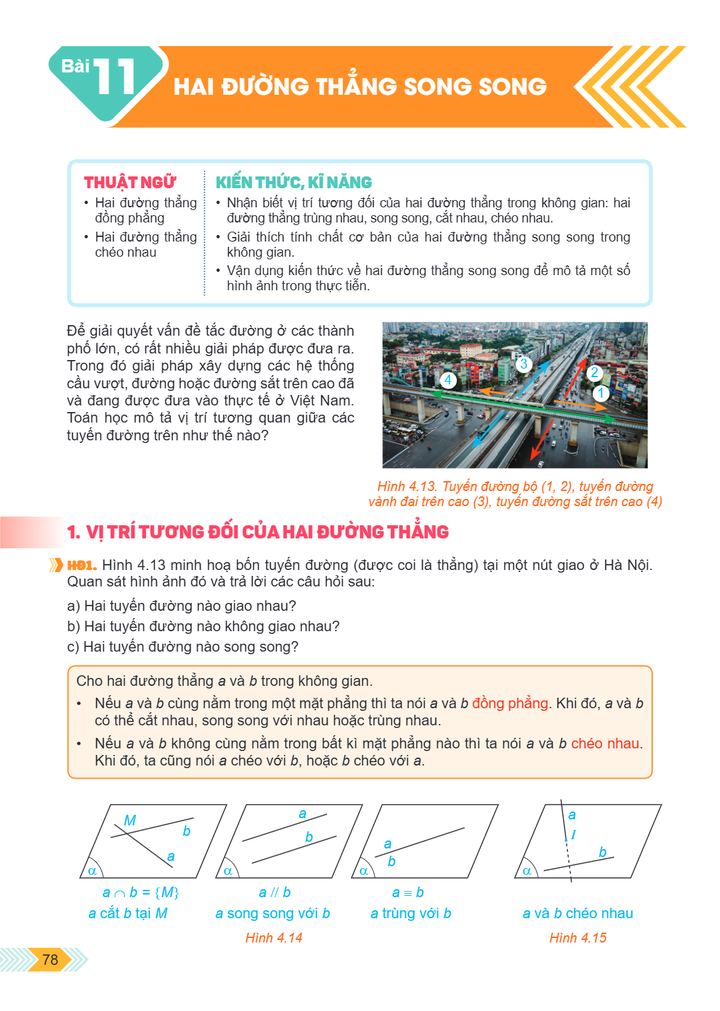 Bài 11
HAI ĐƯỜNG THẲNG SONG SONG
THUẬT NGỮ
• Hai đường thẳng
đồng phẳng
• Hai đường thẳng
chéo nhau
KIẾN THỨC, KĨ NĂNG
• Nhận biết vị trí tương đối của hai đường thẳng trong không gian: hai
đường thẳng trùng nhau, song song, cắt nhau, chéo nhau.
• Giải thích tính chất cơ bản của hai đường thẳng song song trong
không gian.
• Vận dụng kiến thức về hai đường thẳng song song để mô tả một số
hình ảnh trong thực tiễn.
Để giải quyết vấn đề tắc đường ở các thành
phố lớn, có rất nhiều giải pháp được đưa ra.
Trong đó giải pháp xây dựng các hệ thống
cầu vượt, đường hoặc đường sắt trên cao đã
và đang được đưa vào thực tế ở Việt Nam.
Toán học mô tả vị trí tương quan giữa các
tuyến đường trên như thế nào?
3
4
2
1
Hình 4.13. Tuyến đường bộ (1, 2), tuyến đường
vành đai trên cao (3), tuyến đường sắt trên cao (4)
1. VỊ TRÍ TƯƠNG ĐỐI CỦA HAI ĐƯỜNG THẲNG
HĐ1. Hình 4.13 minh hoạ bốn tuyến đường (được coi là thẳng) tại một nút giao ở Hà Nội.
Quan sát hình ảnh đó và trả lời các câu hỏi sau:
a) Hai tuyến đường nào giao nhau?
b) Hai tuyến đường nào không giao nhau?
c) Hai tuyến đường nào song song?
Cho hai đường thẳng a và b trong không gian.
• Nếu a và b cùng nằm trong một mặt phẳng thì ta nói a và b đồng phẳng. Khi đó, a và b
có thể cắt nhau, song song với nhau hoặc trùng nhau.
• Nếu a và b không cùng nằm trong bất kì mặt phẳng nào thì ta nói a và b chéo nhau.
Khi đó, ta cũng nói a chéo với b, hoặc b chéo với a.
M
b
a
α
a ∩ b = {M}
a cắt b tại M
a
b
α
a // b
a song song với b
a
b
α
a ≡ b
a trùng với b
Hình 4.14
a
I
b
α
a và b chéo nhau
Hình 4.15
78